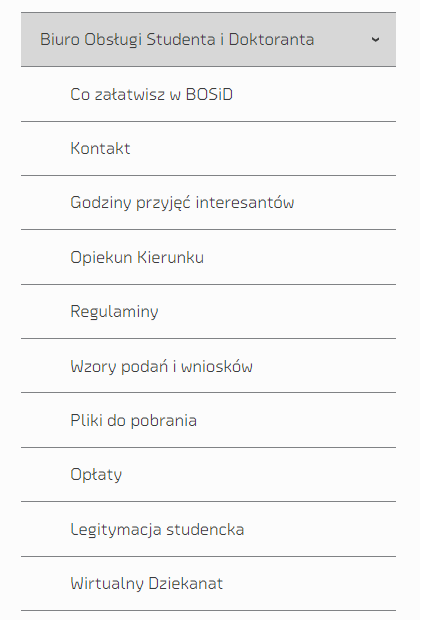 Biuro Obsługi Studenta i Doktoranta
Co załatwisz w BOSiD
Kontakt
Godziny przyjęć interesantów
Opiekun Kierunku
Regulaminy
Wzory podań i wniosków
Pliki do pobrania
Opłaty
Legitymacja studencka
Wirtualny Dziekanat